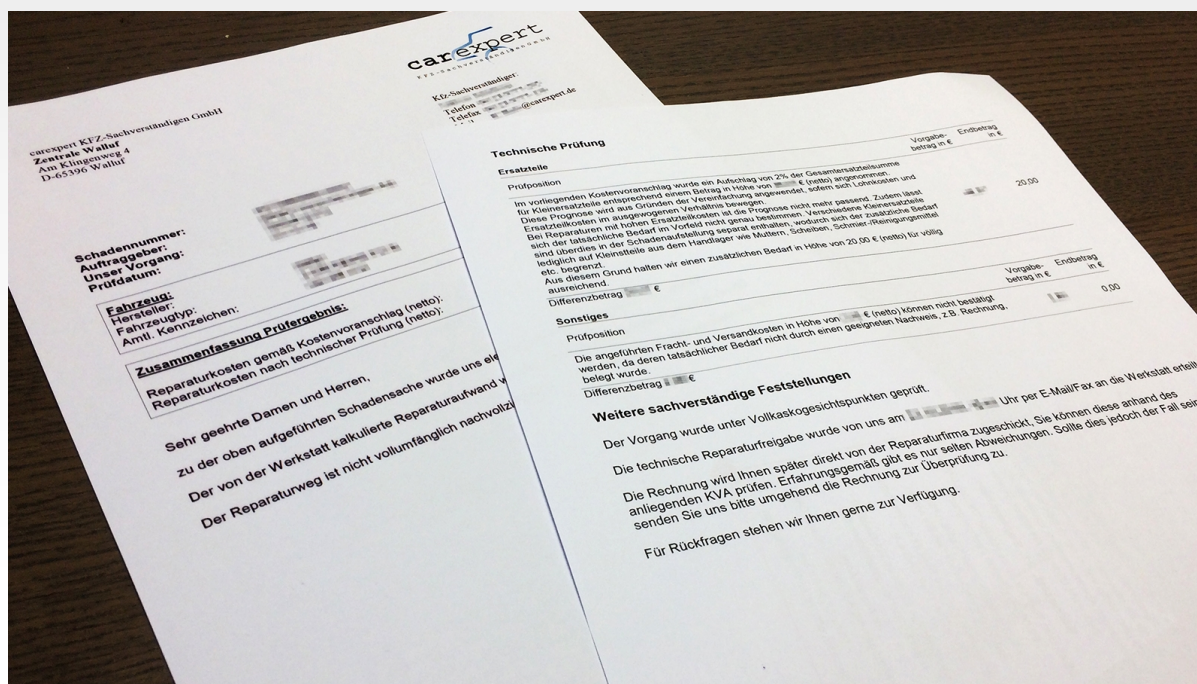 carexpert
KFZ-Sachverständigen GmbH
Kfz-Sachverständiger:
Telefon
Telefax
@carexpert.de
carexpert KFZ-Sachverständigen GmbH
Zentrale Walluf
Am Klingenweg 4
D-65396 Walluf
Schadennummer:
Auftraggeber:
Unser Vorgang:
Prüfdatum:
Fahrzeug:
Hersteller:
Fahrzeugtyp:
Amtl. Kennzeichen:
Zusammenfassung Prüfergebnis:
Reparaturkosten gemäß Kostenvoranschlag (netto):
Reparaturkosten nach technischer Prüfung (netto):
Sehr geehrte Damen und Herren,
zu der oben aufgeführten Schadensache wurde uns
Der von der Werkstatt kalkulierte Reparaturaufwand
Der Reparaturweg ist nicht vollumfänglich
Technische Prüfung
Ersatzteile
Prüfposition Vorgabe- Endbetrag
betrag in € in €
Im vorliegenden Kostenvoranschlag wurde ein Aufschlag von 2% der Gesamtersatzteilsumme
für Kleinersatzteile entsprechend einem Betrag in Höhe von € (netto) angenommen.
Diese Prognose wird aus Gründen der Vereinfachung angewendet, sofern sich Lohnkosten und
Ersatzteilkosten im ausgewogenen Verhältnis bewegen. 20,00
Bei Reparaturen mit hohen Ersatzteilkosten ist die Prognose nicht mehr passend. Zudem lässt
sich der tatsächliche Bedarf im Vorfeld nicht genau bestimmen. Verschiedene Kleinersatzteile
sind überdies in der Schadenaufstellung separat enthalten, wodurch sich der zusätzliche Bedarf
lediglich auf Kleinstteile aus dem Handlager wie Muttern, Scheiben, Schmier-/Reinigungsmittel
etc. begrenzt.
Aus diesem Grund halten wir einen zusätzlichen Bedarf in Höhe von 20,00 € (netto) für völlig
ausreichend.
Differenzbetrag €
Sonstiges
Prüfposition Vorgabe- Endbetrag
betrag in € in €
Die angeführten Fracht- und Versandkosten in Höhe von € (netto) können nicht bestätigt 0,00
werden, da deren tatsächlicher Bedarf nicht durch einen geeigneten Nachweis, z.B. Rechnung,
belegt wurde.
Differenzbetrag €
Weitere sachverständige Feststellungen
Der Vorgang wurde unter Vollkaskogesichtspunkten geprüft.
Die technische Reparaturfreigabe wurde von uns am Uhr per E-Mail/Fax an die Werkstatt erteilt
Die Rechnung wird Ihnen später direkt von der Reparaturfirma zugeschickt, Sie können diese anhand des
anliegenden KVA prüfen. Erfahrungsgemäß gibt es nur selten Abweichungen. Sollte dies jedoch der Fall sein
senden Sie uns bitte umgehend die Rechnung zur Überprüfung zu.
Für Rückfragen stehen wir Ihnen gerne zur Verfügung.